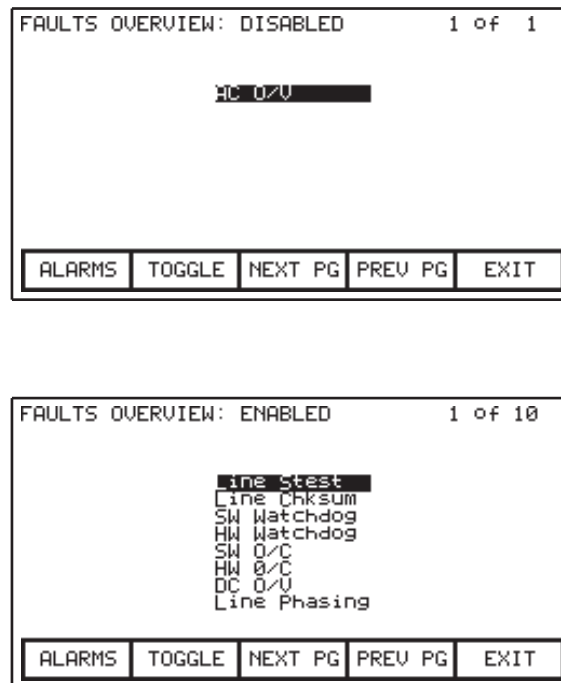 FAULTS OVERVIEW: DISABLED 1 of 1
AC O/V
ALARMS TOGGLE NEXT PG PREV PG EXIT
FAULTS OVERVIEW: ENABLED 1 of 10
Line Stest
Line Chksum
SW Watchdog
HW Watchdog
SW O/C
HW 0/C
DC O/V
Line Phasing
ALARMS TOGGLE NEXT PG PREV PG EXIT